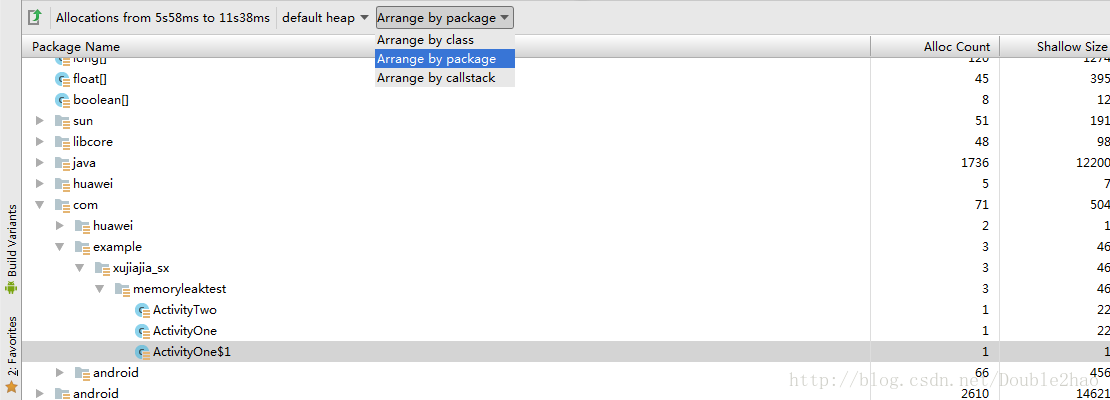 Allocations from 5s58ms to 11s38ms default heap Arrange by package
Arrange by class
Arrange by package
Arrange by callstack
Package Name Alloc Count Shallow Size
long[] 120 1274
float[] 45 395
boolean[] 8 12
sun 51 191
libcore 48 98
java 1736 12200
huawei 5 7
com 71 504
huawei 2 1
example 3 46
xujiajia_sx 3 46
memoryleaktest 3 46
ActivityTwo 1 22
ActivityOne 1 22
ActivityOne$1 1 1
android 66 456
android 2610 14621
Build Variants
2: Favorites
http://blog.csdn.net/Double2hao